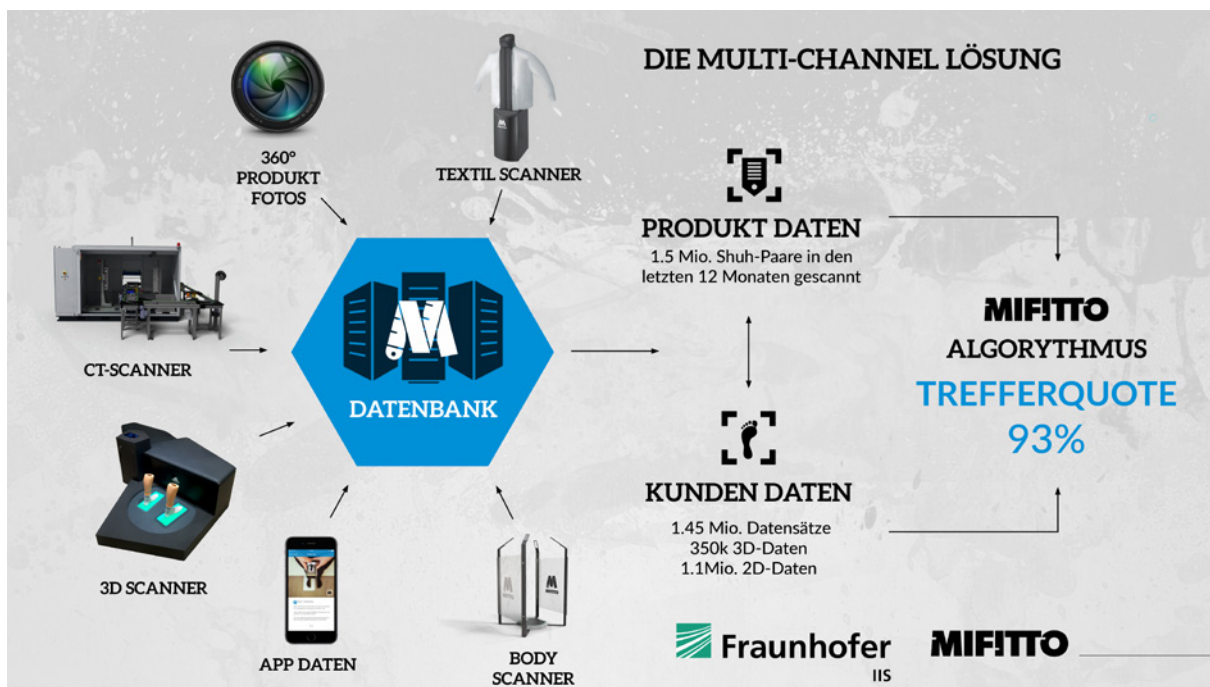 DIE MULTI-CHANNEL LÖSUNG
360°
PRODUKT
FOTOS
TEXTIL SCANNER
CT-SCANNER
3D SCANNER
APP DATEN
BODY
SCANNER
DATENBANK
PRODUKT DATEN
1.5 Mio. Shuh-Paare in den
letzten 12 Monaten gescannt
KUNDEN DATEN
1.45 Mio. Datensätze
350k 3D-Daten
1.1Mio. 2D-Daten
MIFITTO
ALGORYTHMUS
TREFFERQUOTE
93%
Fraunhofer
IIS
MIFITTO